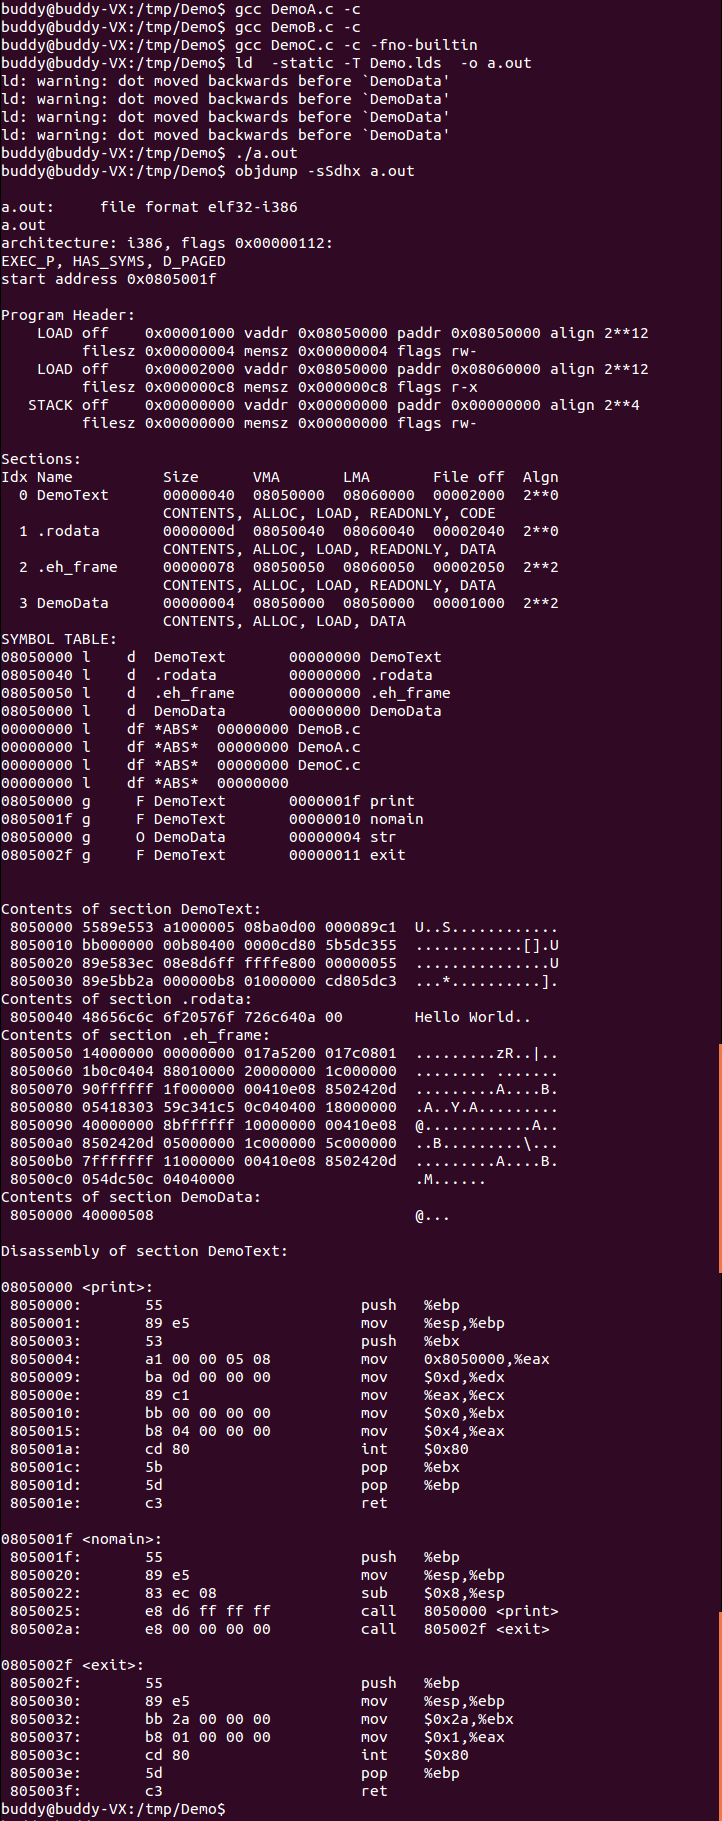 buddy@buddy-VX:/tmp/Demo$ gcc DemoA.c -c
buddy@buddy-VX:/tmp/Demo$ gcc DemoB.c -c
buddy@buddy-VX:/tmp/Demo$ gcc DemoC.c -c -fno-builtin
buddy@buddy-VX:/tmp/Demo$ ld  -static -T Demo.lds  -o a.out
ld: warning: dot moved backwards before `DemoData'
ld: warning: dot moved backwards before `DemoData'
ld: warning: dot moved backwards before `DemoData'
ld: warning: dot moved backwards before `DemoData'
buddy@buddy-VX:/tmp/Demo$ ./a.out
buddy@buddy-VX:/tmp/Demo$ objdump -sSdhx a.out
a.out:     file format elf32-i386
a.out
architecture: i386, flags 0x00000112:
EXEC_P, HAS_SYMS, D_PAGED
start address 0x0805001f
Program Header:
    LOAD off    0x00001000 vaddr 0x08050000 paddr 0x08050000 align 2**12
         filesz 0x00000004 memsz 0x00000004 flags rw-
    LOAD off    0x00002000 vaddr 0x08050000 paddr 0x08060000 align 2**12
         filesz 0x000000c8 memsz 0x000000c8 flags r-x
   STACK off    0x00000000 vaddr 0x00000000 paddr 0x00000000 align 2**4
         filesz 0x00000000 memsz 0x00000000 flags rw-
Sections:
Idx Name          Size      VMA       LMA       File off  Algn
  0 DemoText      00000040  08050000  08060000  00002000  2**0
                  CONTENTS, ALLOC, LOAD, READONLY, CODE
  1 .rodata       0000000d  08050040  08060040  00002040  2**0
                  CONTENTS, ALLOC, LOAD, READONLY, DATA
  2 .eh_frame     00000078  08050050  08060050  00002050  2**2
                  CONTENTS, ALLOC, LOAD, READONLY, DATA
  3 DemoData      00000004  08050000  08050000  00001000  2**2
                  CONTENTS, ALLOC, LOAD, DATA
SYMBOL TABLE:
08050000 l    d  DemoText       00000000 DemoText
08050040 l    d  .rodata        00000000 .rodata
08050050 l    d  .eh_frame      00000000 .eh_frame
08050000 l    d  DemoData       00000000 DemoData
00000000 l    df *ABS*  00000000 DemoB.c
00000000 l    df *ABS*  00000000 DemoA.c
00000000 l    df *ABS*  00000000 DemoC.c
00000000 l    df *ABS*  00000000
08050000 g     F DemoText       0000001f print
0805001f g     F DemoText       00000010 nomain
08050000 g     O DemoData       00000004 str
0805002f g     F DemoText       00000011 exit
Contents of section DemoText:
 8050000 5589e553 a1000005 08ba0d00 000089c1  U..S............
 8050010 bb000000 00b80400 0000cd80 5b5dc355  ............[].U
 8050020 89e583ec 08e8d6ff ffffe800 00000055  ...............U
 8050030 89e5bb2a 000000b8 01000000 cd805dc3  ...*..........].
Contents of section .rodata:
 8050040 48656c6c 6f20576f 726c640a 00        Hello World..
Contents of section .eh_frame:
 8050050 14000000 00000000 017a5200 017c0801  .........zR..|..
 8050060 1b0c0404 88010000 20000000 1c000000  ........ .......
 8050070 90ffffff 1f000000 00410e08 8502420d  .........A....B.
 8050080 05418303 59c341c5 0c040400 18000000  .A..Y.A.........
 8050090 40000000 8bffffff 10000000 00410e08  @............A..
 80500a0 8502420d 05000000 1c000000 5c000000  ..B.........\...
 80500b0 7fffffff 11000000 00410e08 8502420d  .........A....B.
 80500c0 054dc50c 04040000                    .M......
Contents of section DemoData:
 8050000 40000508                             @...
Disassembly of section DemoText:
08050000 <print>:
 8050000:       55                      push   %ebp
 8050001:       89 e5                   mov    %esp,%ebp
 8050003:       53                      push   %ebx
 8050004:       a1 00 00 05 08          mov    0x8050000,%eax
 8050009:       ba 0d 00 00 00          mov    $0xd,%edx
 805000e:       89 c1                   mov    %eax,%ecx
 8050010:       bb 00 00 00 00          mov    $0x0,%ebx
 8050015:       b8 04 00 00 00          mov    $0x4,%eax
 805001a:       cd 80                   int    $0x80
 805001c:       5b                      pop    %ebx
 805001d:       5d                      pop    %ebp
 805001e:       c3                      ret
0805001f <nomain>:
 805001f:       55                      push   %ebp
 8050020:       89 e5                   mov    %esp,%ebp
 8050022:       83 ec 08                sub    $0x8,%esp
 8050025:       e8 d6 ff ff ff          call   8050000 <print>
 805002a:       e8 00 00 00 00          call   805002f <exit>
0805002f <exit>:
 805002f:       55                      push   %ebp
 8050030:       89 e5                   mov    %esp,%ebp
 8050032:       bb 2a 00 00 00          mov    $0x2a,%ebx
 8050037:       b8 01 00 00 00          mov    $0x1,%eax
 805003c:       cd 80                   int    $0x80
 805003e:       5d                      pop    %ebp
 805003f:       c3                      ret
buddy@buddy-VX:/tmp/Demo$